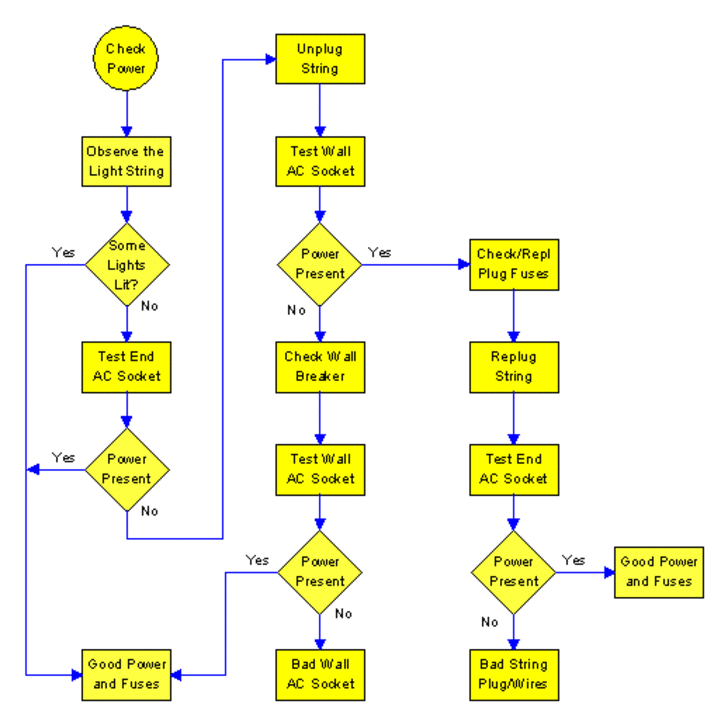 Check
Power
Observe the
Light String
Yes
Some
Lights
Lit?
No
Test End
AC Socket
Yes
Power
Present
No
Good Power
and Fuses
Unplug
String
Test Wall
AC Socket
Power
Present
Yes
No
Check Wall
Breaker
Test Wall
AC Socket
Yes
Power
Present
No
Bad Wall
AC Socket
Check/Repl
Plug Fuses
Replug
String
Test End
AC Socket
Power
Present
Yes
No
Good Power
and Fuses
Bad String
Plug/Wires